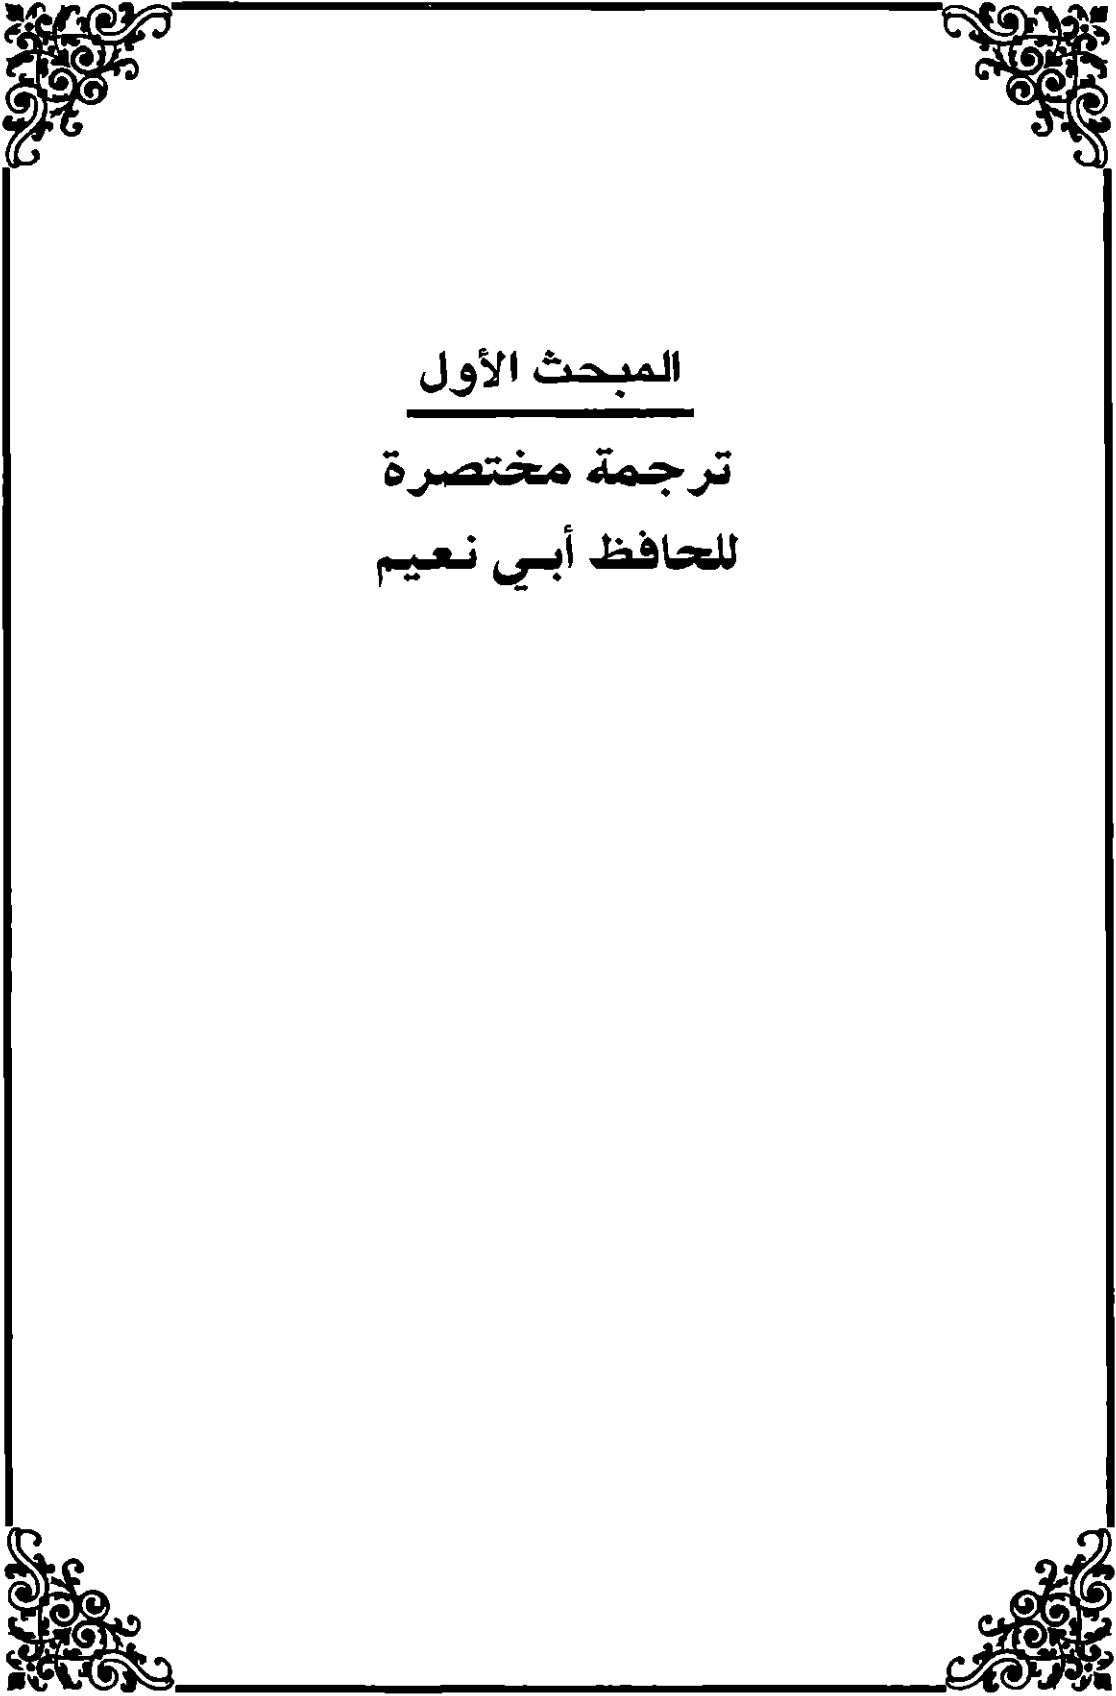 المبحث الأول
ترجمة مختصرة
للحافظ أبي نعيم